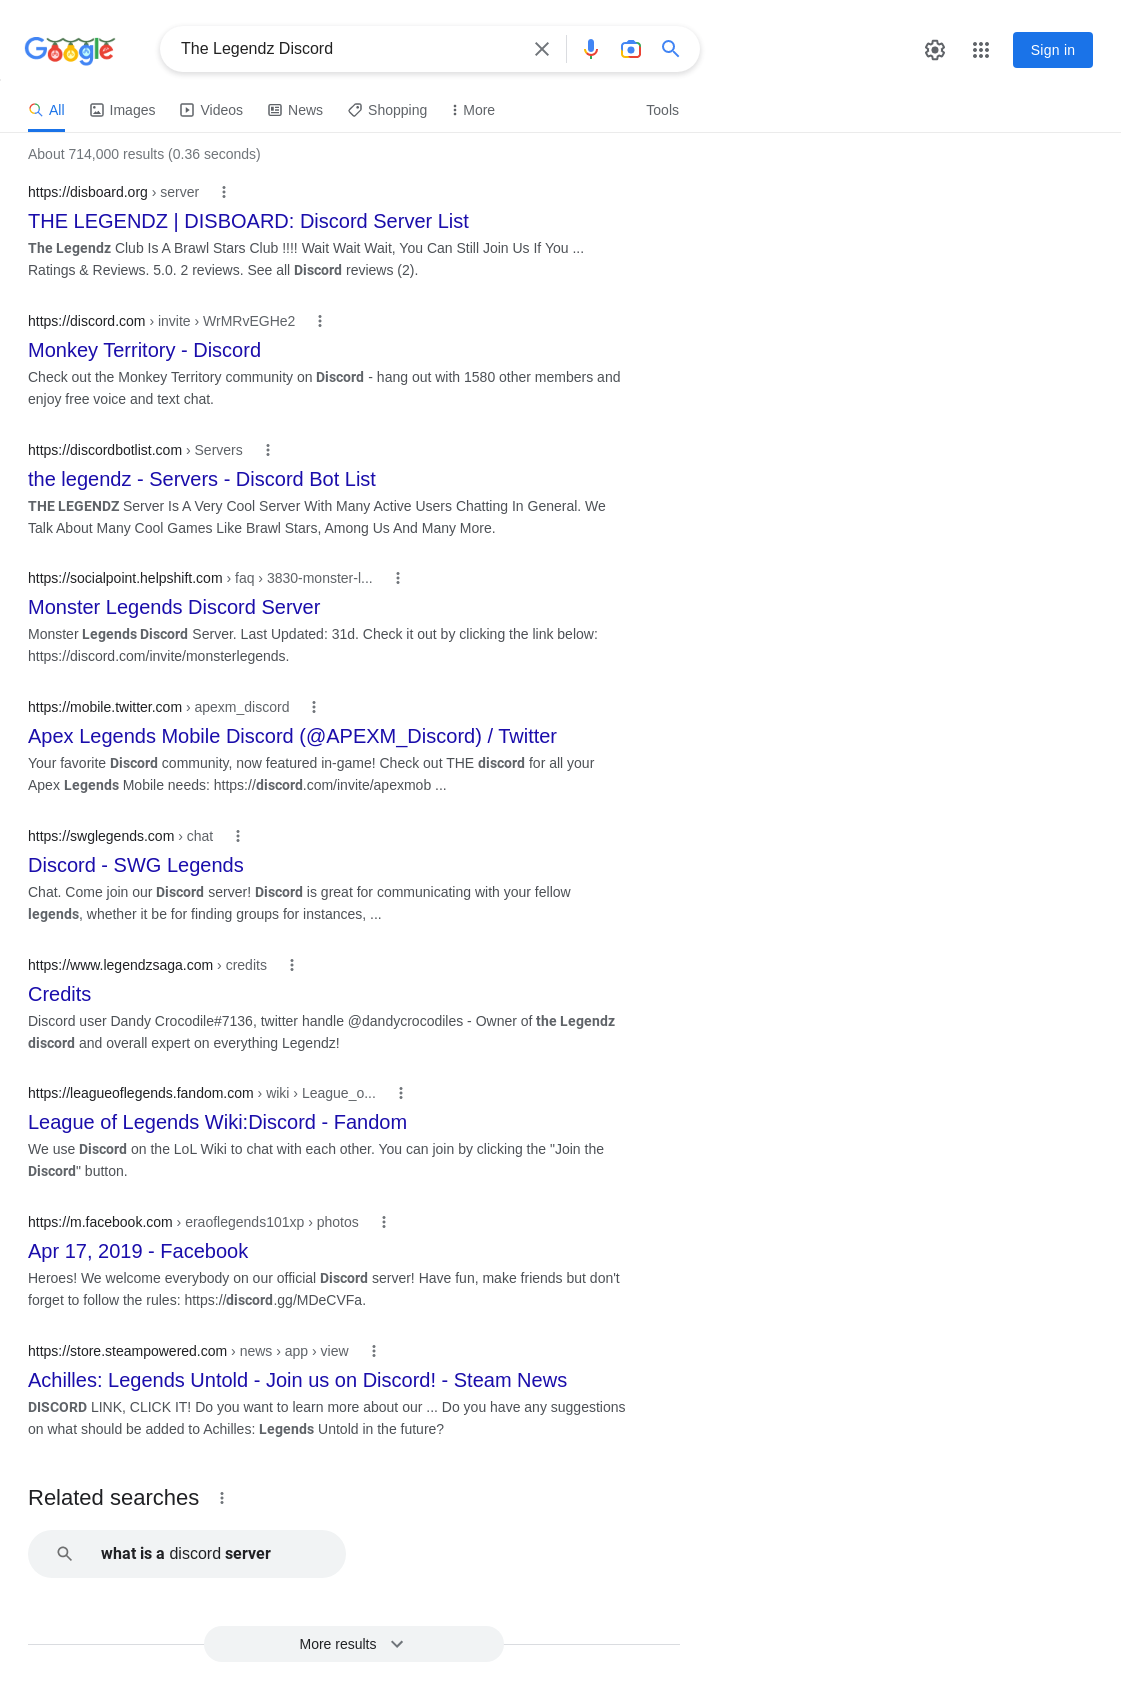 Google
The Legendz Discord
Sign in
All Images Videos News Shopping More Tools
About 714,000 results (0.36 seconds)
https://disboard.org › server
THE LEGENDZ | DISBOARD: Discord Server List
The Legendz Club Is A Brawl Stars Club !!!! Wait Wait Wait, You Can Still Join Us If You ...
Ratings & Reviews. 5.0. 2 reviews. See all Discord reviews (2).
https://discord.com › invite › WrMRvEGHe2
Monkey Territory - Discord
Check out the Monkey Territory community on Discord - hang out with 1580 other members and
enjoy free voice and text chat.
https://discordbotlist.com › Servers
the legendz - Servers - Discord Bot List
THE LEGENDZ Server Is A Very Cool Server With Many Active Users Chatting In General. We
Talk About Many Cool Games Like Brawl Stars, Among Us And Many More.
https://socialpoint.helpshift.com › faq › 3830-monster-l...
Monster Legends Discord Server
Monster Legends Discord Server. Last Updated: 31d. Check it out by clicking the link below:
https://discord.com/invite/monsterlegends.
https://mobile.twitter.com › apexm_discord
Apex Legends Mobile Discord (@APEXM_Discord) / Twitter
Your favorite Discord community, now featured in-game! Check out THE discord for all your
Apex Legends Mobile needs: https://discord.com/invite/apexmob ...
https://swglegends.com › chat
Discord - SWG Legends
Chat. Come join our Discord server! Discord is great for communicating with your fellow
legends, whether it be for finding groups for instances, ...
https://www.legendzsaga.com › credits
Credits
Discord user Dandy Crocodile#7136, twitter handle @dandycrocodiles - Owner of the Legendz
discord and overall expert on everything Legendz!
https://leagueoflegends.fandom.com › wiki › League_o...
League of Legends Wiki:Discord - Fandom
We use Discord on the LoL Wiki to chat with each other. You can join by clicking the "Join the
Discord" button.
https://m.facebook.com › eraoflegends101xp › photos
Apr 17, 2019 - Facebook
Heroes! We welcome everybody on our official Discord server! Have fun, make friends but don't
forget to follow the rules: https://discord.gg/MDeCVFa.
https://store.steampowered.com › news › app › view
Achilles: Legends Untold - Join us on Discord! - Steam News
DISCORD LINK, CLICK IT! Do you want to learn more about our ... Do you have any suggestions
on what should be added to Achilles: Legends Untold in the future?
Related searches
what is a discord server
More results